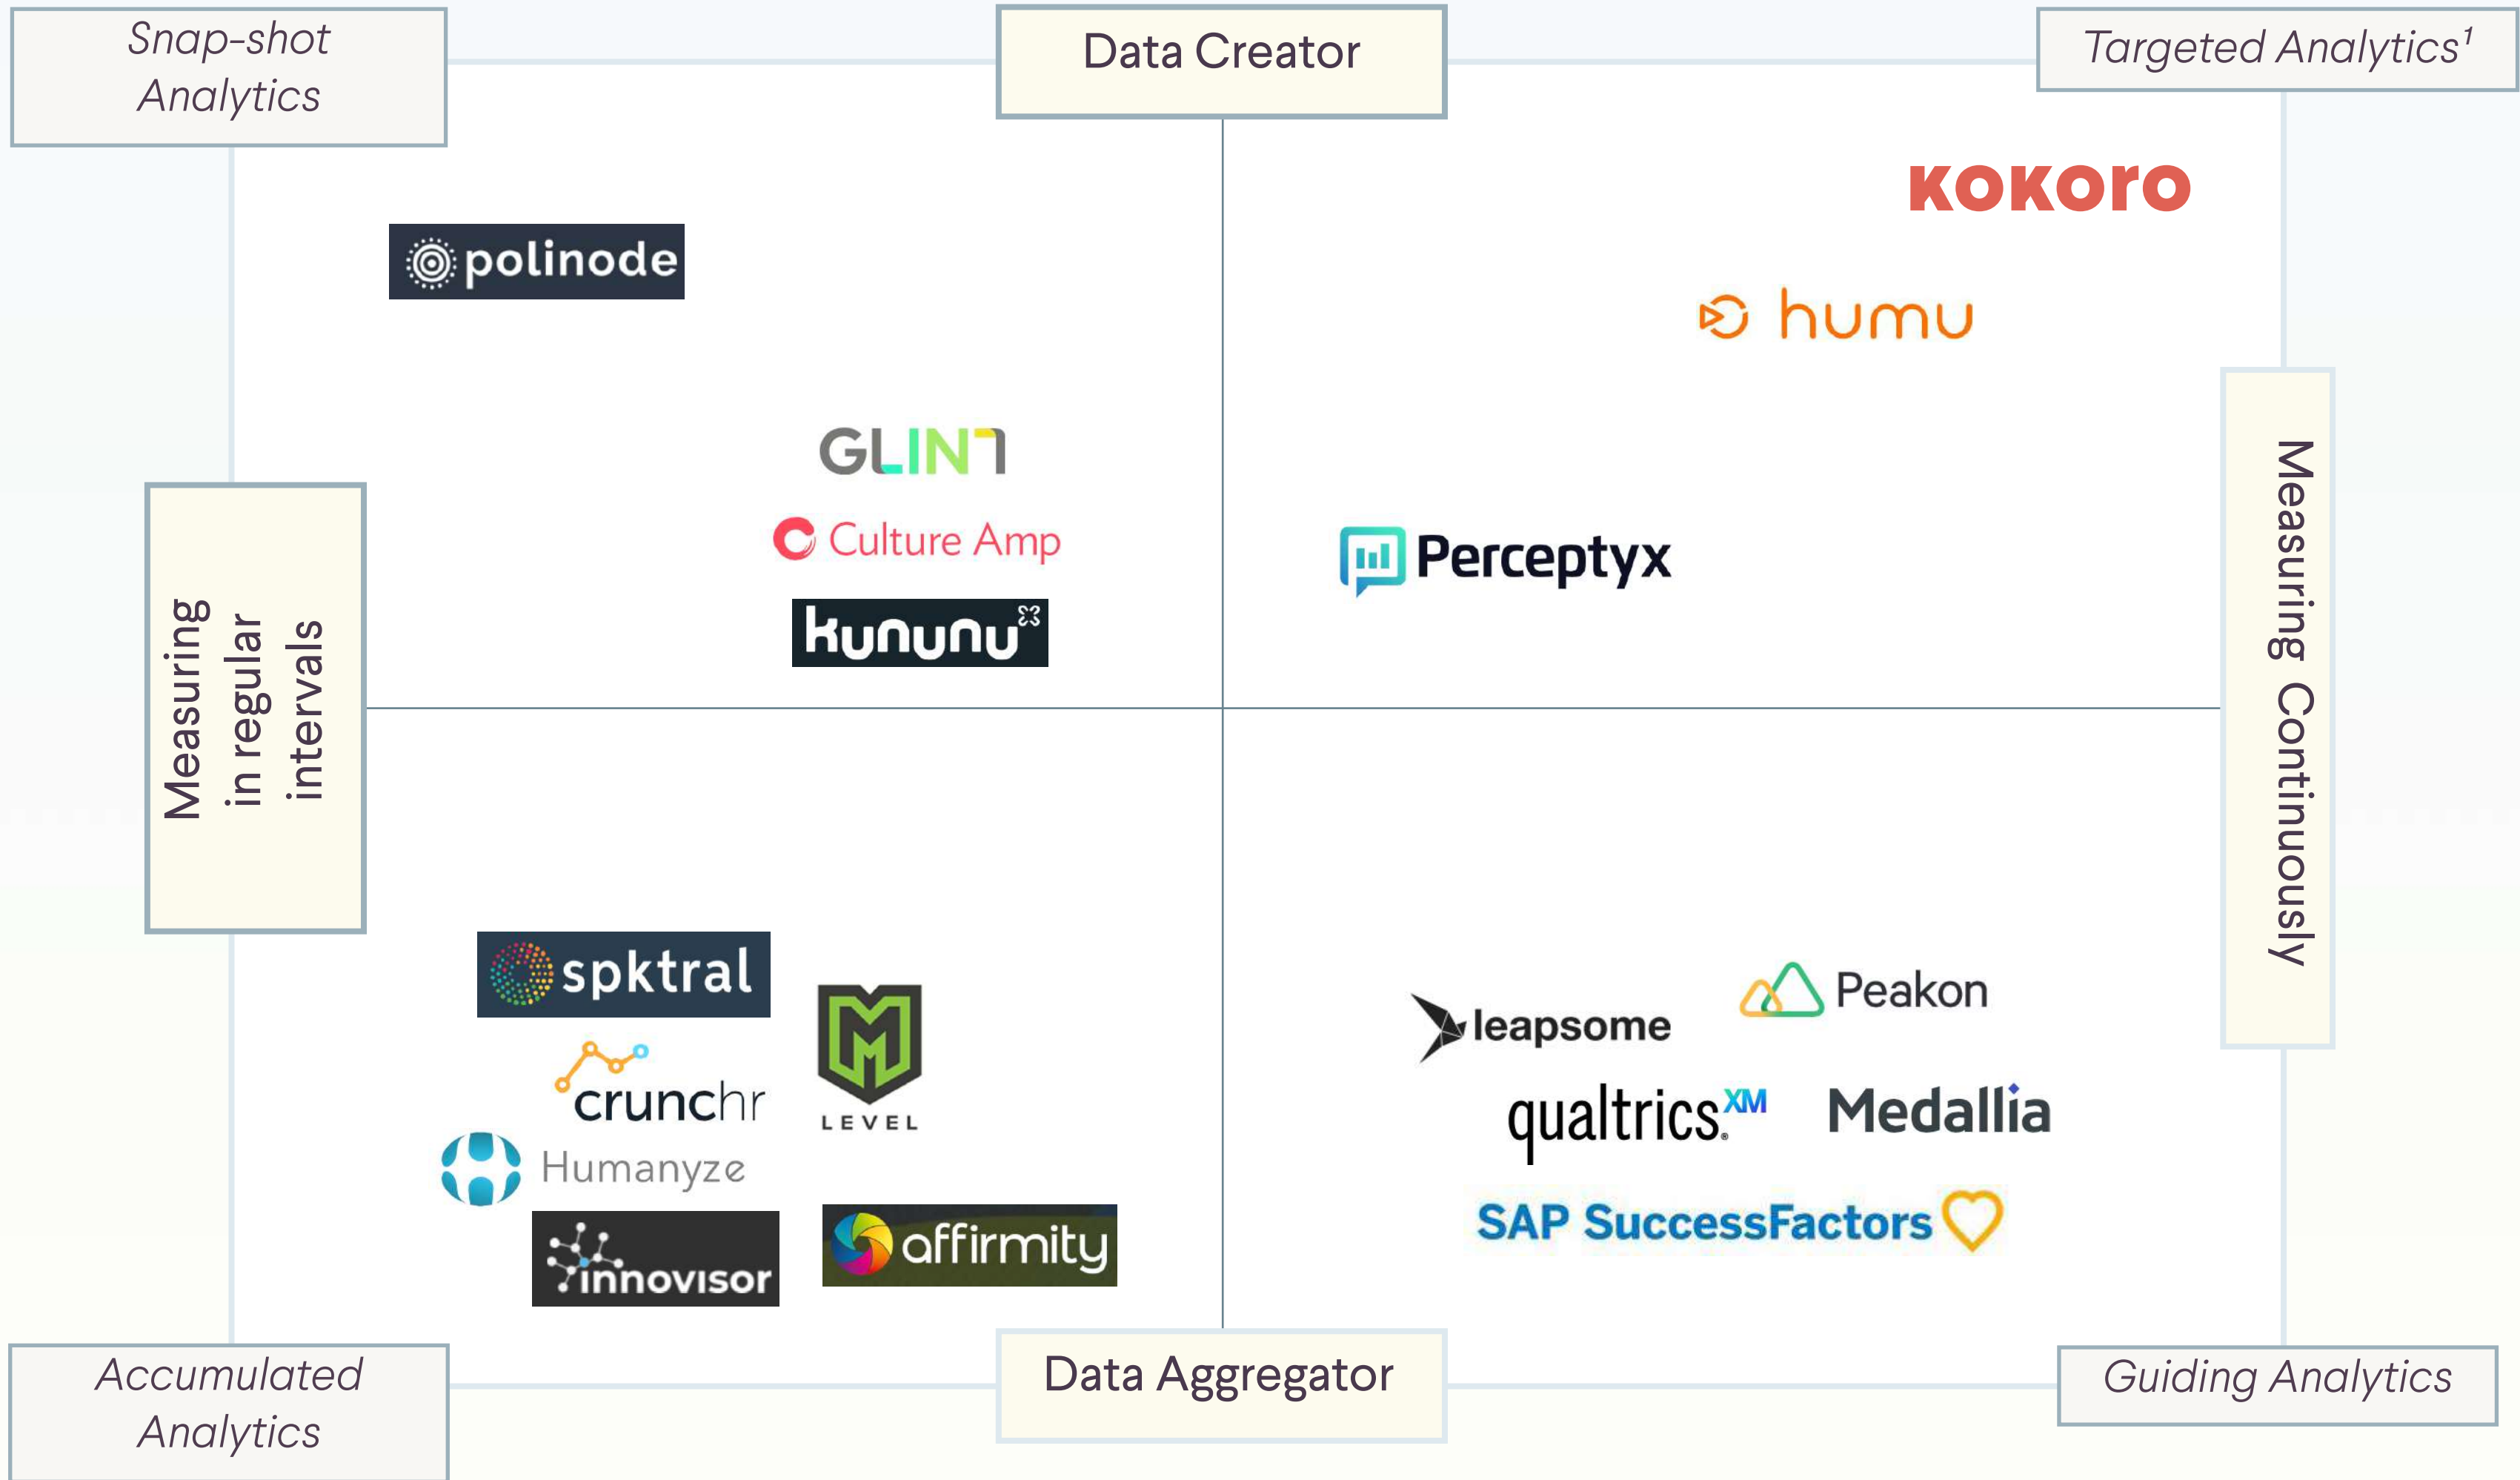 Snap-shot
Analytics
Data Creator
Targeted Analytics¹
KOKOrO
polinode
humu
GLINT
Culture Amp
kununu
Perceptyx
Measuring
in regular
intervals
Measuring Continuously
spktral
LEVEL
crunchr
Humanyze
innovisor
affirmity
Peakon
leapsome
qualtrics.XM
Medallia
SAP SuccessFactors
Accumulated
Analytics
Data Aggregator
Guiding Analytics